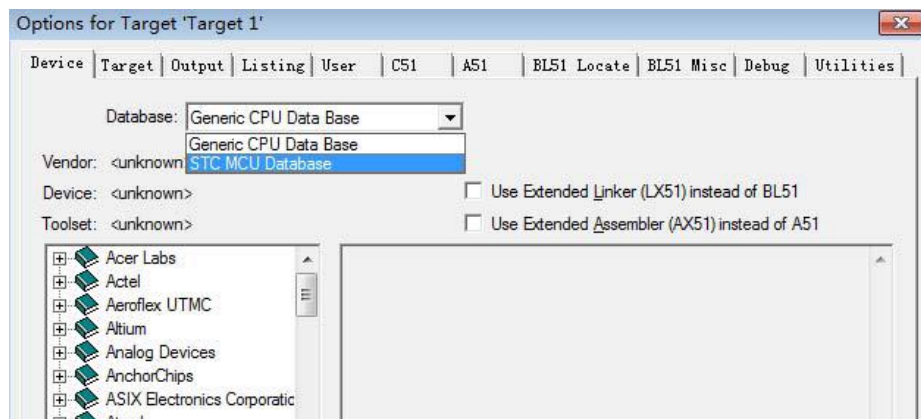 Options for Target 'Target 1'
Device Target Output Listing User C51 A51 BL51 Locate BL51 Misc Debug Utilities
Database: Generic CPU Data Base
Generic CPU Data Base
Vendor: <unknown STC MCU Database
Device: <unknown> Use Extended Linker (LX51) instead of BL51
Toolset: <unknown> Use Extended Assembler (AX51) instead of A51
Acer Labs
Actel
Aeroflex UTMC
Altium
Analog Devices
AnchorChips
ASIX Electronics Corporatic